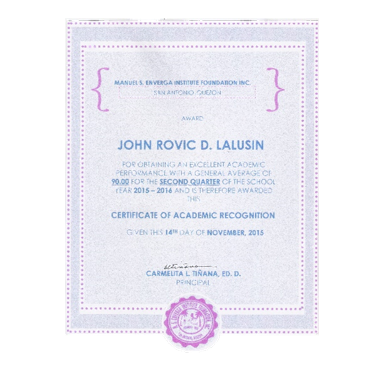 MANUEL S. ENVERGA INSTITUTE FOUNDATION INC.
SAN ANTONIO QUEZON
AWARD
JOHN ROVIC D. LALUSIN
FOR OBTAINING AN EXCELLENT ACADEMIC
PERFORMANCE WITH A GENERAL AVERAGE OF
90.00 FOR THE SECOND QUARTER OF THE SCHOOL
YEAR 2015 – 2016 AND IS THEREFORE AWARDED
THIS
CERTIFICATE OF ACADEMIC RECOGNITION
GIVEN THIS 14TH DAY OF NOVEMBER, 2015
CARMELITA L. TIÑANA, ED. D.
PRINCIPAL